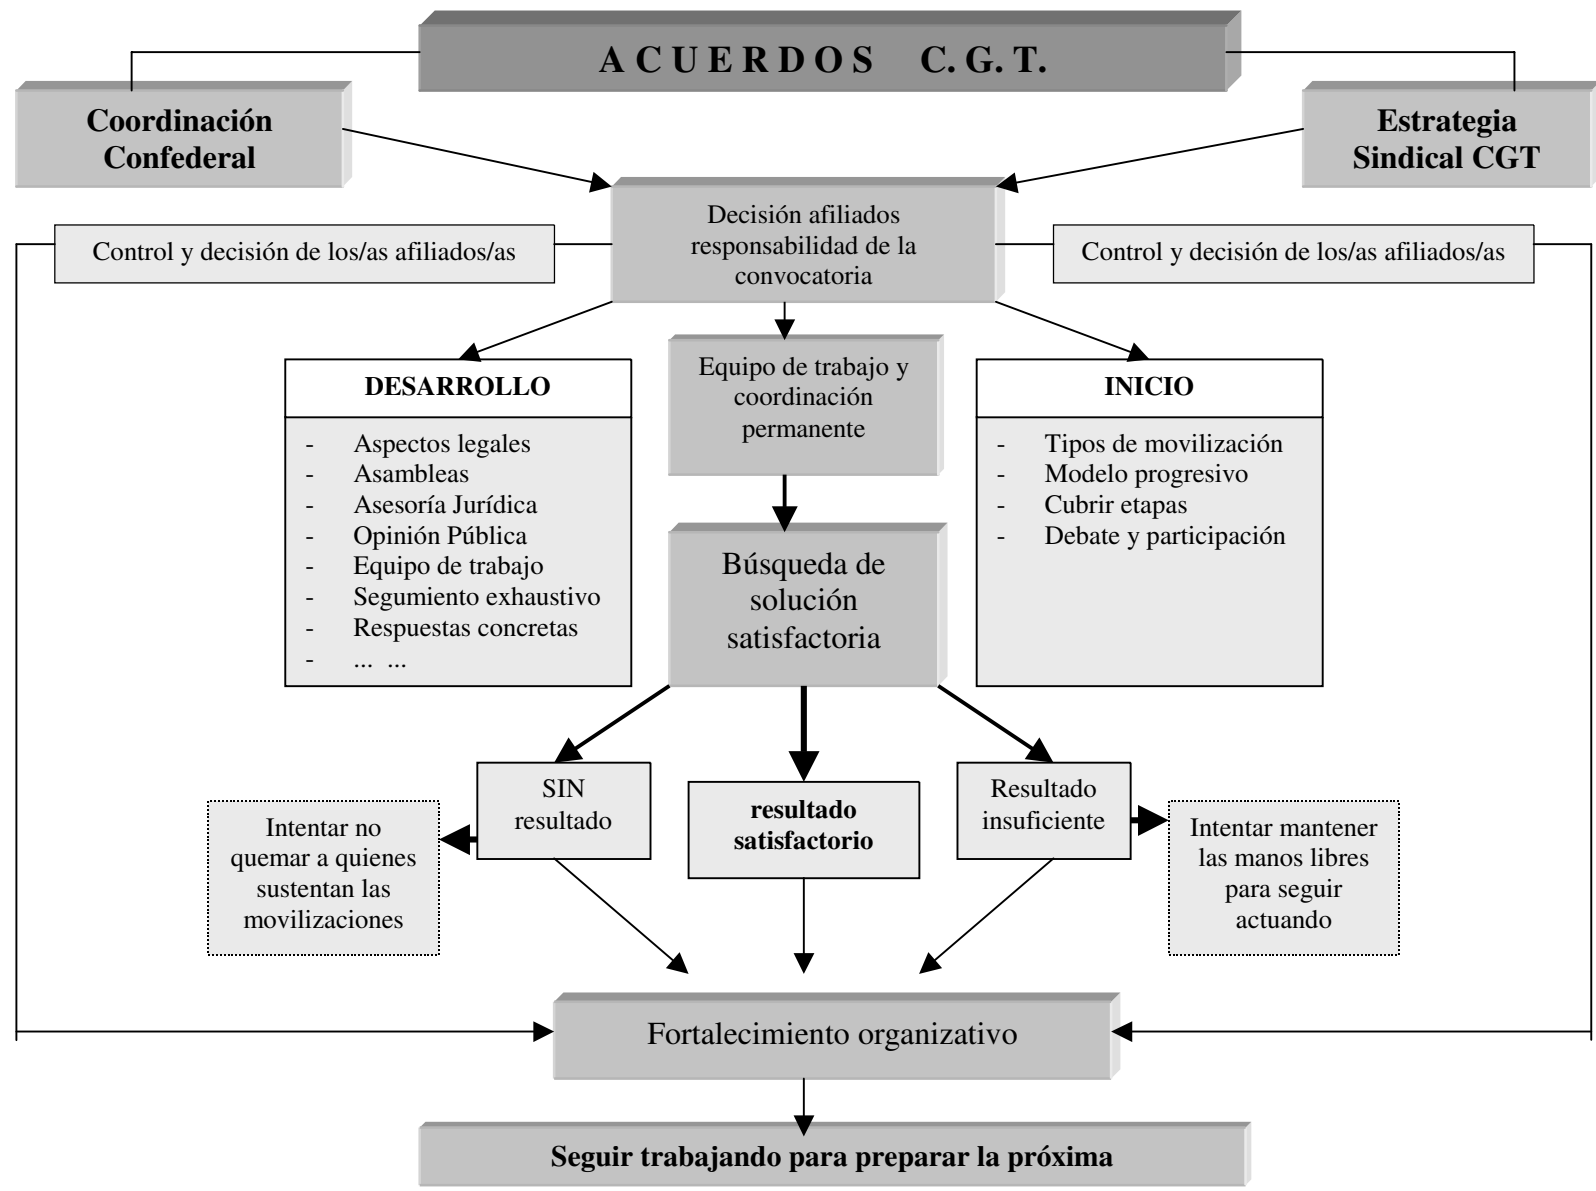 ACUERDOS C. G. T.
Coordinación
Confederal
Estrategia
Sindical CGT
Decisión afiliados
responsabilidad de la
convocatoria
Control y decisión de los/as afiliados/as
Control y decisión de los/as afiliados/as
DESARROLLO
- Aspectos legales
- Asambleas
- Asesoría Jurídica
- Opinión Pública
- Equipo de trabajo
- Segumiento exhaustivo
- Respuestas concretas
- ... ...
Equipo de trabajo y
coordinación
permanente
INICIO
- Tipos de movilización
- Modelo progresivo
- Cubrir etapas
- Debate y participación
Búsqueda de
solución
satisfactoria
SIN
resultado
resultado
satisfactorio
Resultado
insuficiente
Intentar no
quemar a quienes
sustentan las
movilizaciones
Intentar mantener
las manos libres
para seguir
actuando
Fortalecimiento organizativo
Seguir trabajando para preparar la próxima